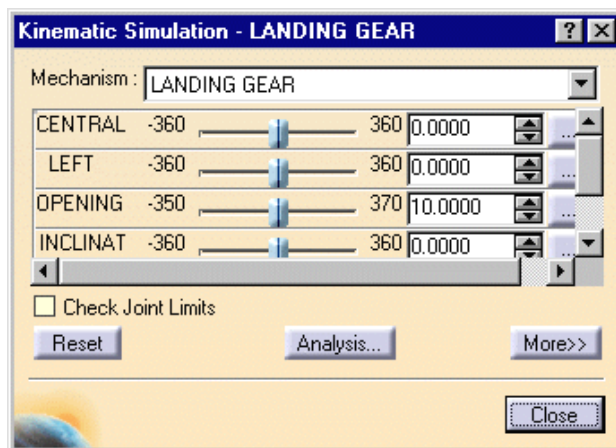 Kinematic Simulation - LANDING GEAR ? X
Mechanism : LANDING GEAR
CENTRAL -360 360 0.0000 ...
LEFT -360 360 0.0000 ...
OPENING -350 370 10.0000 ...
INCLINAT -360 360 0.0000 ...
Check Joint Limits
Reset Analysis... More>>
Close